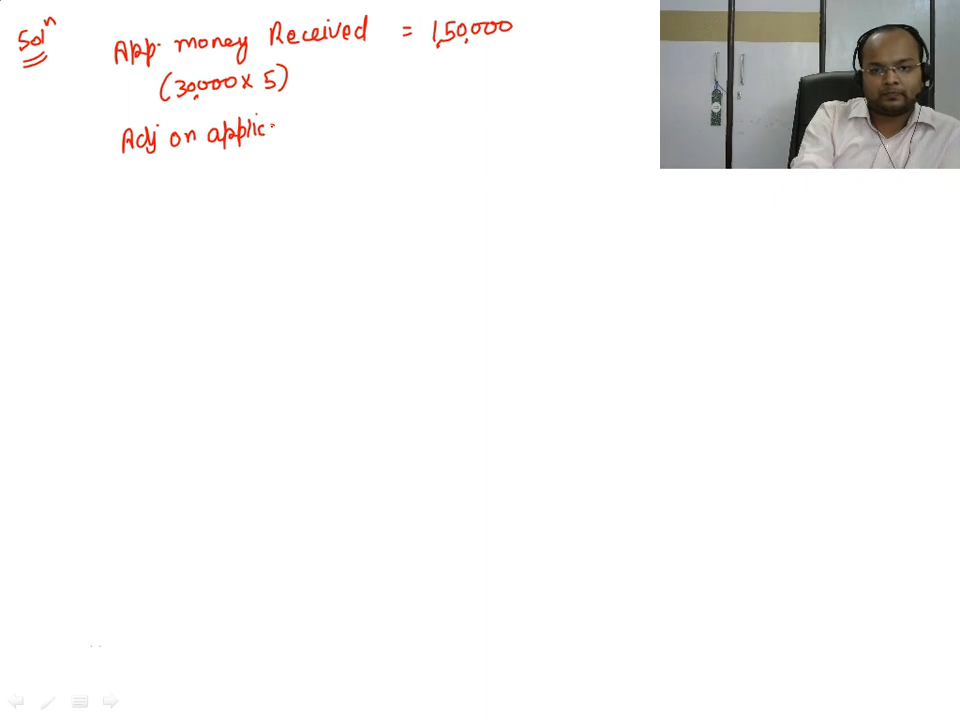 Solⁿ App. money Received = 1,50,000
(30,000 x 5)
Adj on applic.